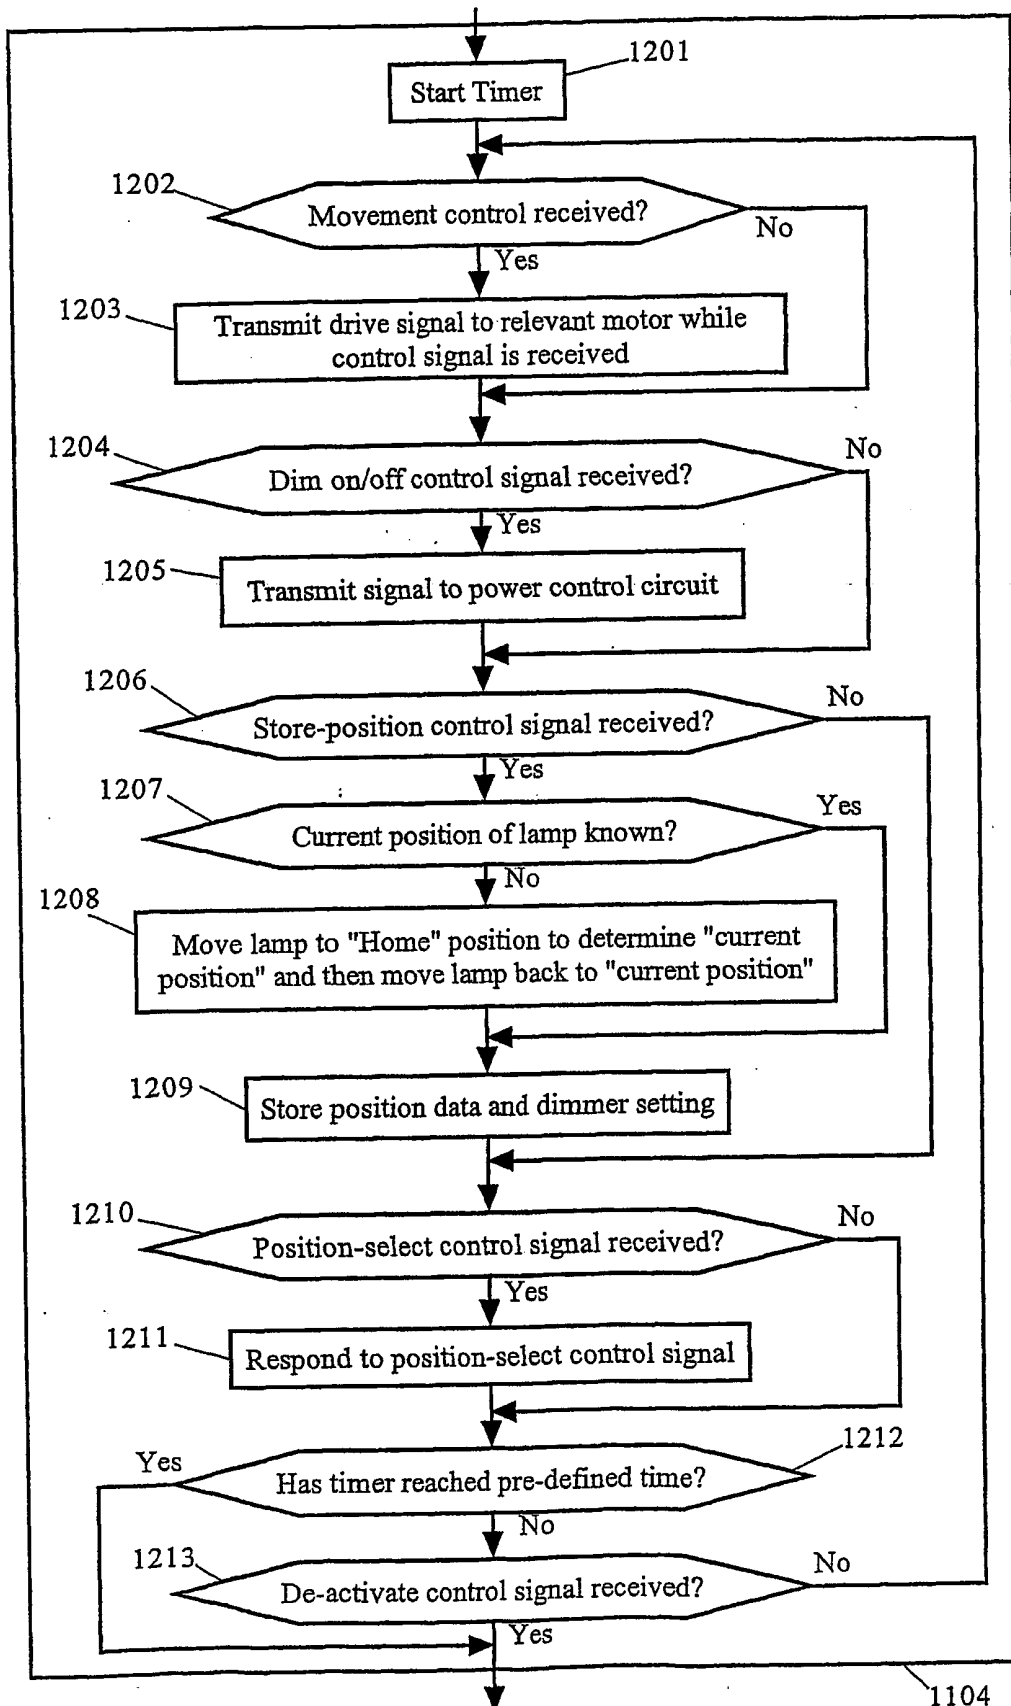 1201
Start Timer
1202
Movement control received?
No
Yes
1203
Transmit drive signal to relevant motor while
control signal is received
1204
No
Dim on/off control signal received?
Yes
1205
Transmit signal to power control circuit
1206
No
Store-position control signal received?
Yes
1207
Yes
Current position of lamp known?
No
1208
Move lamp to "Home" position to determine "current
position" and then move lamp back to "current position"
1209
Store position data and dimmer setting
1210
No
Position-select control signal received?
Yes
1211
Respond to position-select control signal
1212
Yes
Has timer reached pre-defined time?
No
1213
No
De-activate control signal received?
Yes
1104